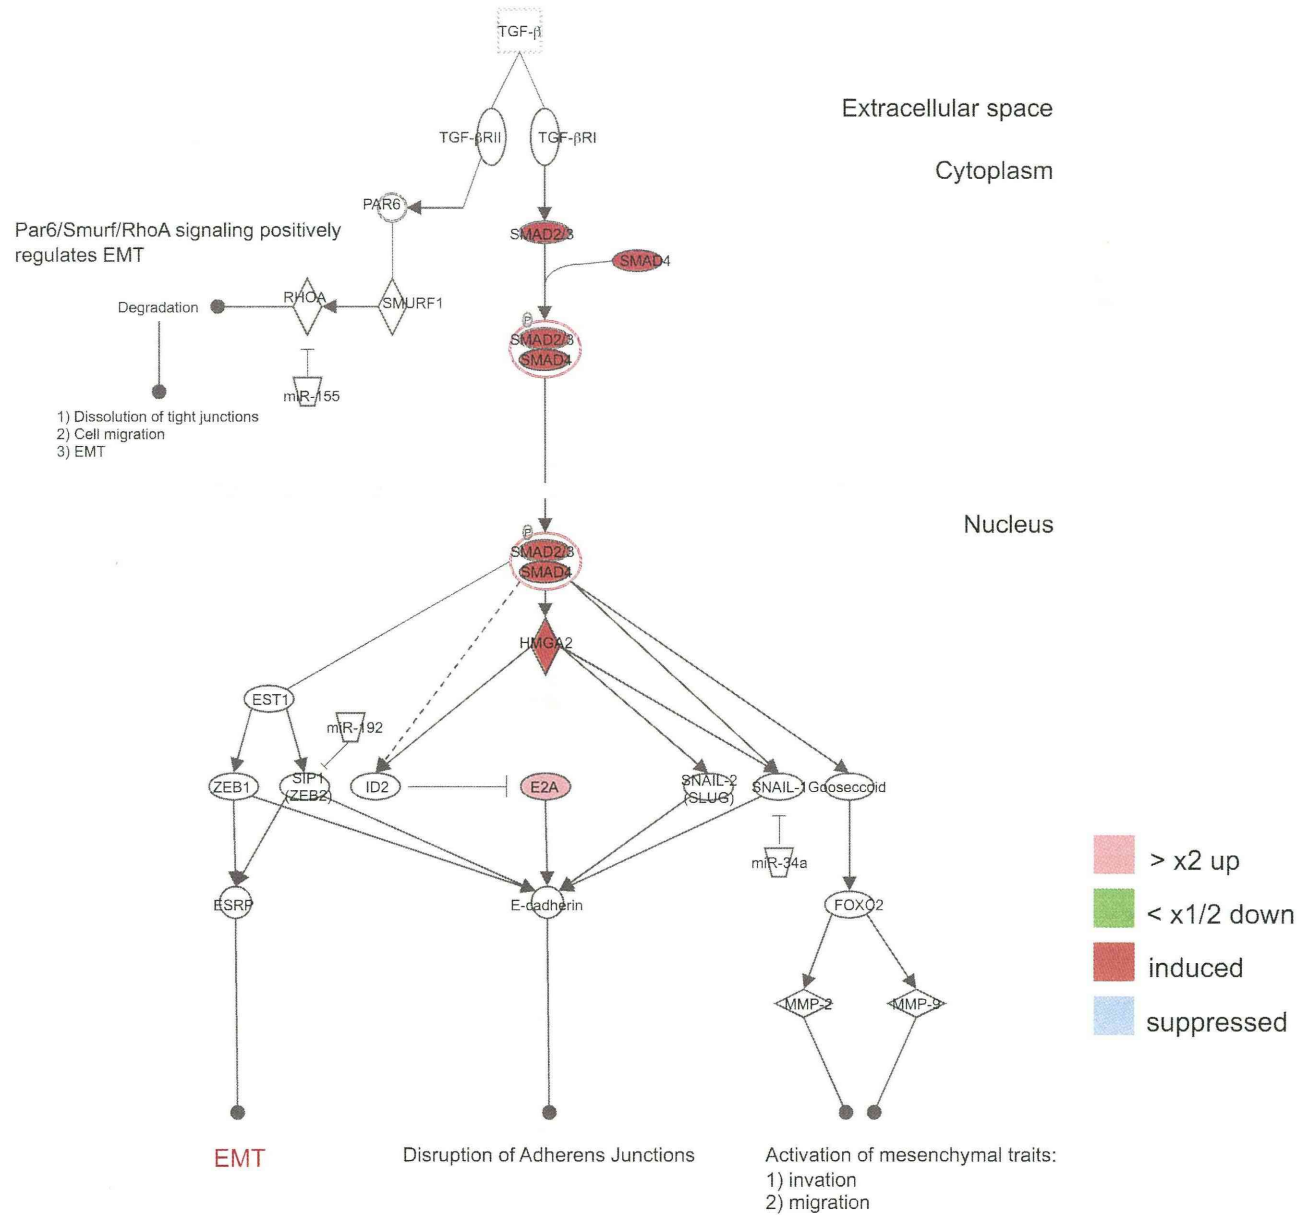 TGF-β
Extracellular space
TGF-βRII
TGF-βRI
Cytoplasm
PAR6
Par6/Smurf/RhoA signaling positively
regulates EMT
SMAD2/3
SMAD4
Degradation
RHOA
SMURF1
P
SMAD2/3
SMAD4
miR-155
1) Dissolution of tight junctions
2) Cell migration
3) EMT
Nucleus
P
SMAD2/3
SMAD4
HMGA2
EST1
miR-192
ZEB1
SIP1
(ZEB2)
ID2
E2A
SNAIL-2
(SLUG)
SNAIL-1
Gooseccoid
miR-34a
> x2 up
ESRP
E-cadherin
FOXC2
< x1/2 down
induced
MMP-2
MMP-9
suppressed
EMT
Disruption of Adherens Junctions
Activation of mesenchymal traits:
1) invation
2) migration